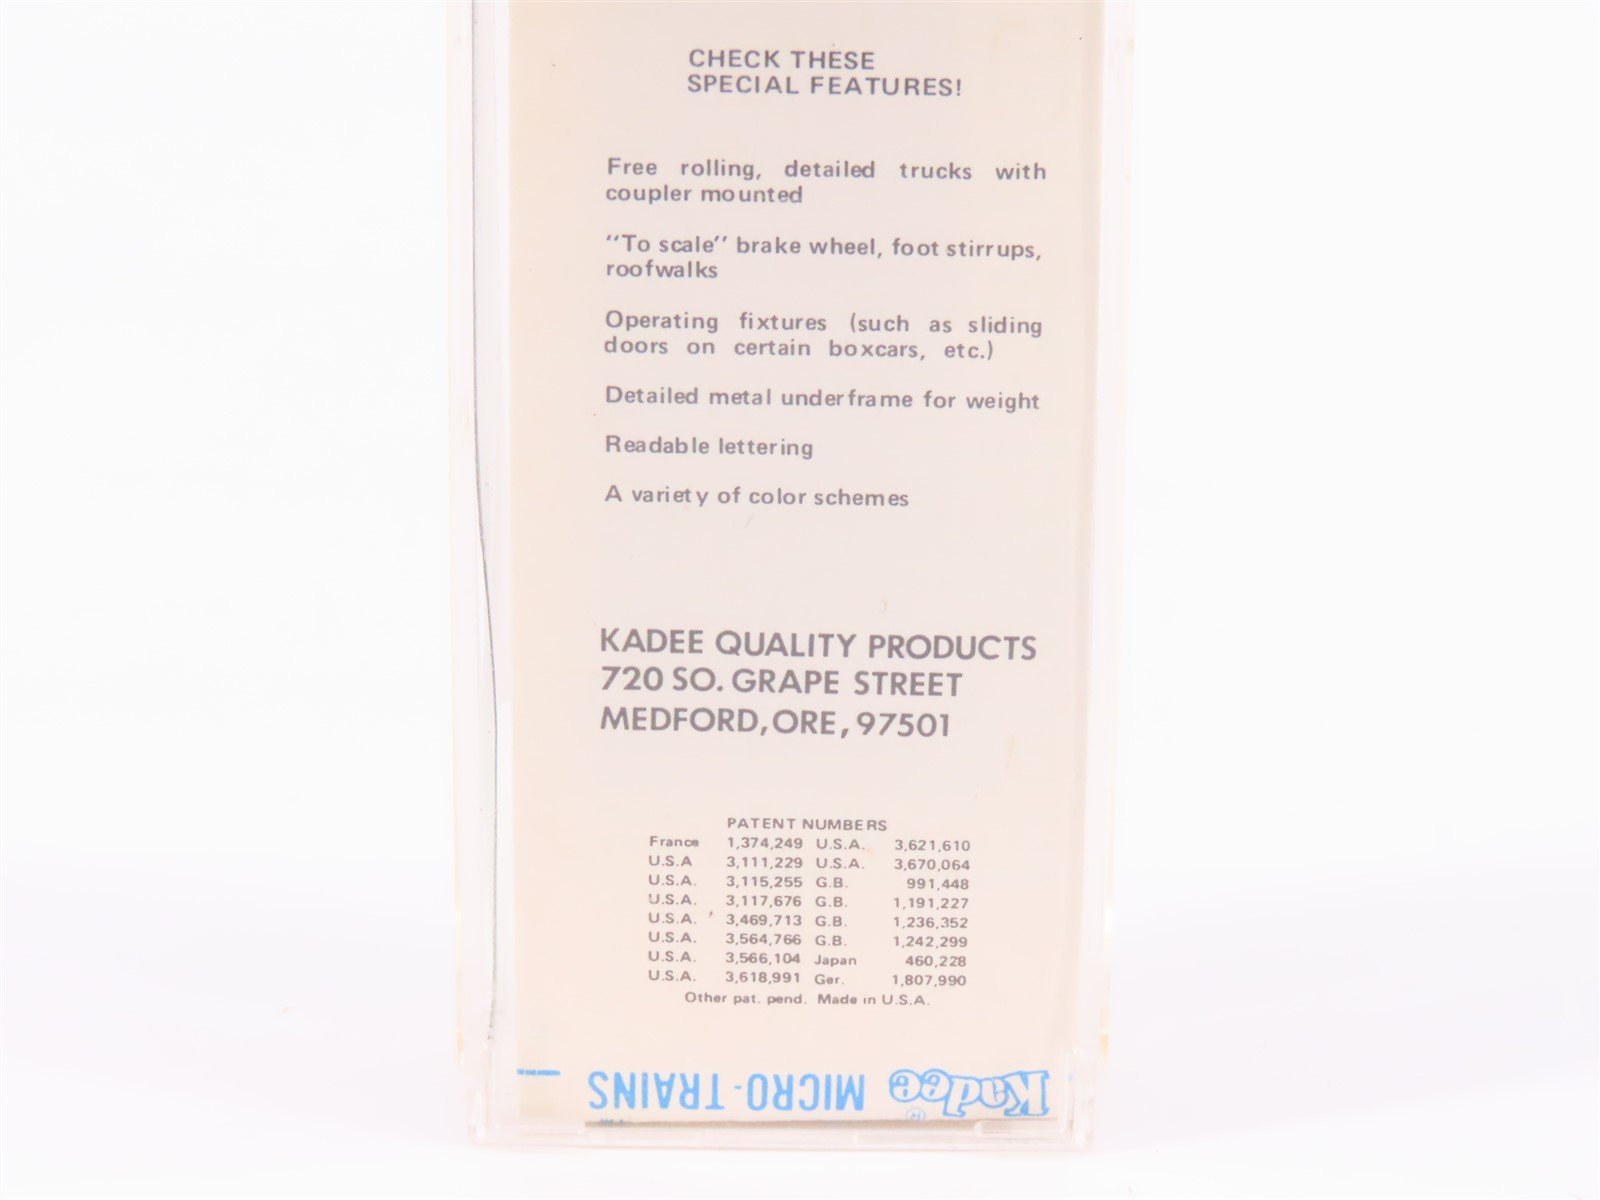 CHECK THESE
SPECIAL FEATURES!
Free rolling, detailed trucks with
coupler mounted
"To scale" brake wheel, foot stirrups,
roofwalks
Operating fixtures (such as sliding
doors on certain boxcars, etc.)
Detailed metal underframe for weight
Readable lettering
A variety of color schemes
KADEE QUALITY PRODUCTS
720 SO. GRAPE STREET
MEDFORD, ORE, 97501
PATENT NUMBERS
France 1,374,249 U.S.A. 3,621,610
U.S.A 3,111,229 U.S.A. 3,670,064
U.S.A. 3,115,255 G.B. 991,448
U.S.A. 3,117,676 G.B. 1,191,227
U.S.A. 3,469,713 G.B. 1,236,352
U.S.A. 3,564,766 G.B. 1,242,299
U.S.A. 3,566,104 Japan 460,228
U.S.A. 3,618,991 Ger. 1,807,990
Other pat. pend. Made in U.S.A.
Kadee® MICRO-TRAINS